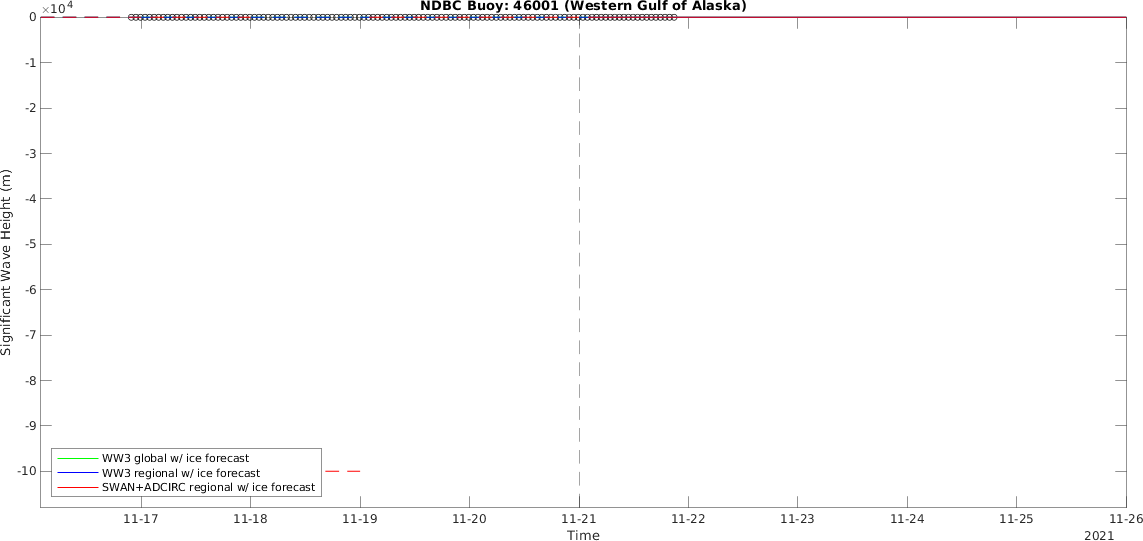 NDBC Buoy: 46001 (Western Gulf of Alaska)
×10⁴
0
-1
-2
-3
-4
-5
-6
-7
-8
-9
-10
Significant Wave Height (m)
WW3 global w/ ice forecast
WW3 regional w/ ice forecast
SWAN+ADCIRC regional w/ ice forecast
11-17 11-18 11-19 11-20 11-21 11-22 11-23 11-24 11-25 11-26
Time
2021